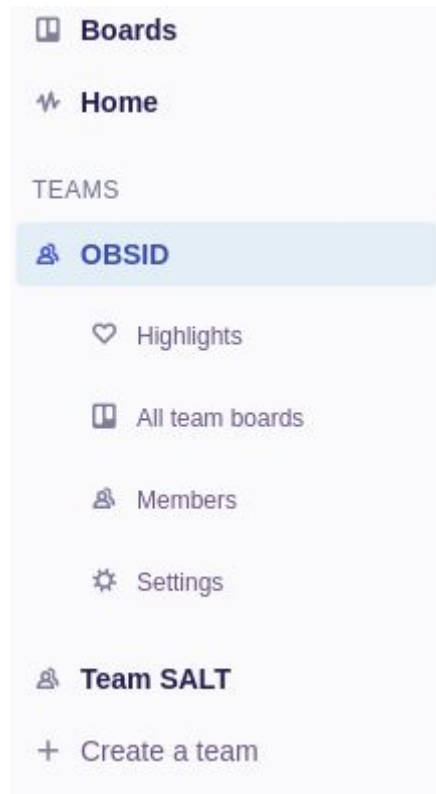 Boards
Home
TEAMS
OBSID
Highlights
All team boards
Members
Settings
Team SALT
Create a team